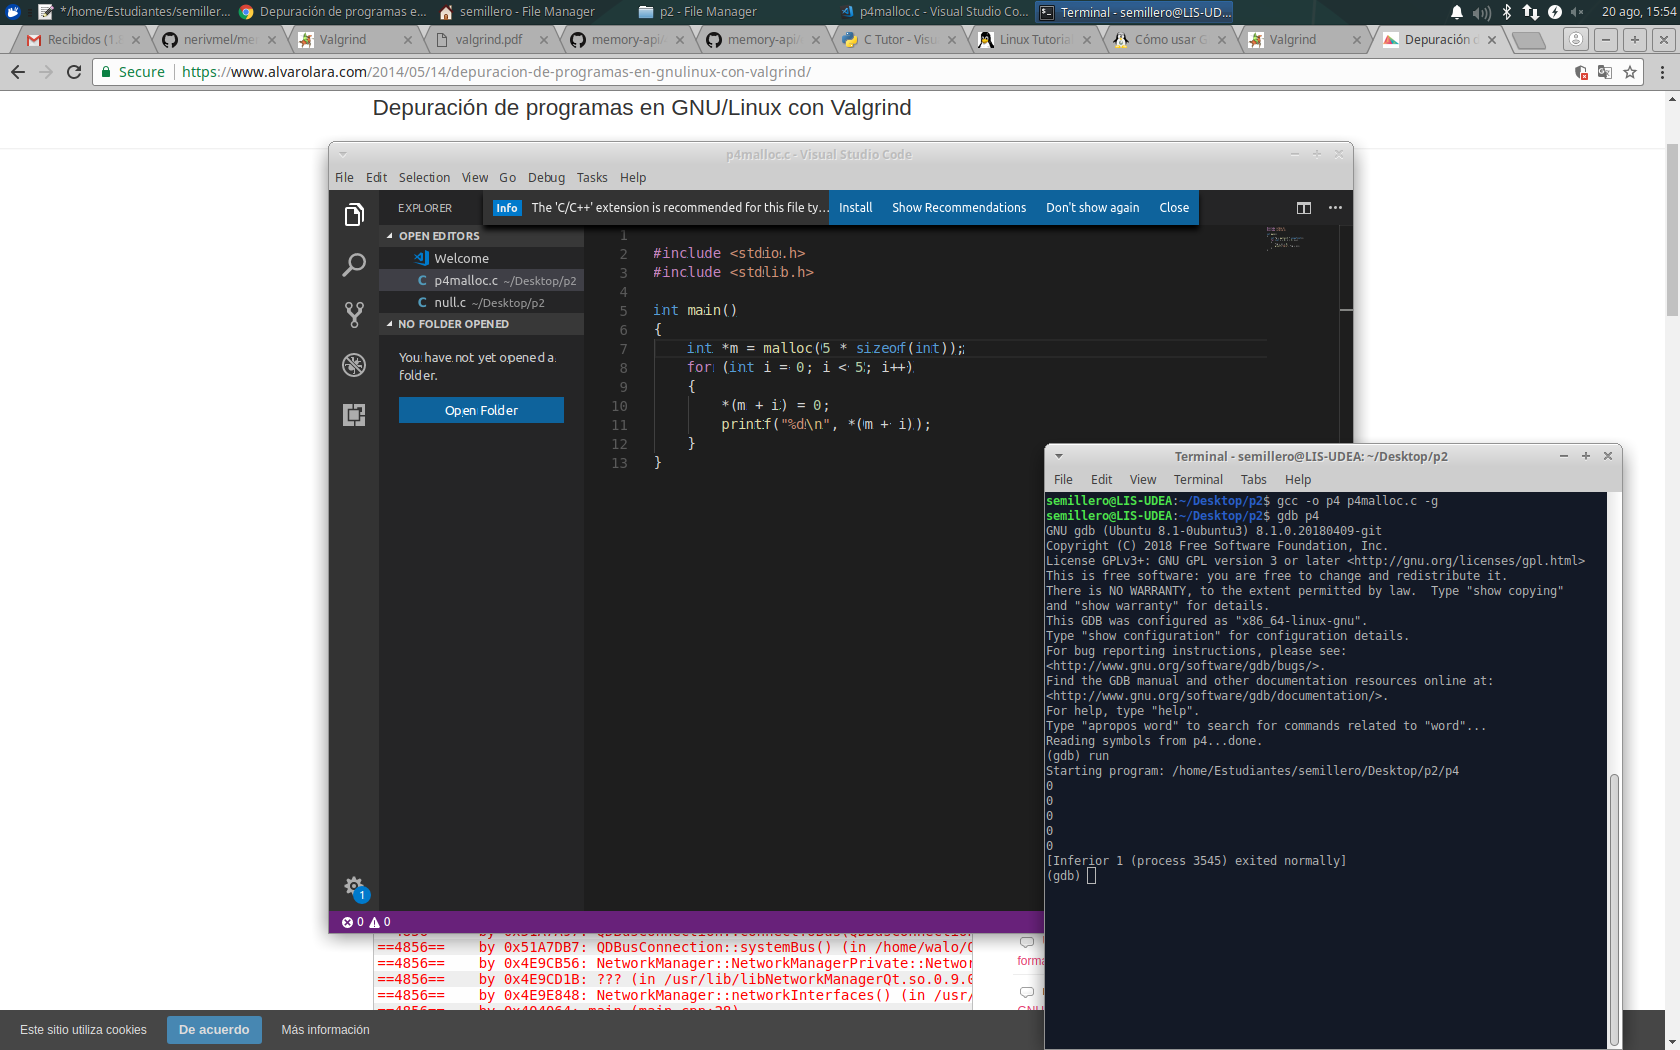 */home/Estudiantes/semiller...
Depuración de programas e...
semillero - File Manager
p2 - File Manager
p4malloc.c - Visual Studio Co...
Terminal - semillero@LIS-UD...
20 ago, 15:54
Recibidos (1.8
nerivmel/me
Valgrind
valgrind.pdf
memory-api/
memory-api/
C Tutor - Visu
Linux Tutoria
Cómo usar G
Valgrind
Depuración d
Secure
https://www.alvarolara.com/2014/05/14/depuracion-de-programas-en-gnulinux-con-valgrind/
Depuración de programas en GNU/Linux con Valgrind
p4malloc.c - Visual Studio Code
File Edit Selection View Go Debug Tasks Help
EXPLORER
Info The 'C/C++' extension is recommended for this file ty... Install Show Recommendations Don't show again Close
OPEN EDITORS
Welcome
p4malloc.c ~/Desktop/p2
null.c ~/Desktop/p2
NO FOLDER OPENED
You have not yet opened a
folder.
Open Folder
1
2 #include <stdio.h>
3 #include <stdlib.h>
4
5 int main()
6 {
7 int *m = malloc(5 * sizeof(int));
8 for (int i = 0; i < 5; i++)
9 {
10 *(m + i) = 0;
11 printf("%d\n", *(m + i));
12 }
13 }
1
0 0
Terminal - semillero@LIS-UDEA: ~/Desktop/p2
File Edit View Terminal Tabs Help
semillero@LIS-UDEA:~/Desktop/p2$ gcc -o p4 p4malloc.c -g
semillero@LIS-UDEA:~/Desktop/p2$ gdb p4
GNU gdb (Ubuntu 8.1-0ubuntu3) 8.1.0.20180409-git
Copyright (C) 2018 Free Software Foundation, Inc.
License GPLv3+: GNU GPL version 3 or later <http://gnu.org/licenses/gpl.html>
This is free software: you are free to change and redistribute it.
There is NO WARRANTY, to the extent permitted by law.  Type "show copying"
and "show warranty" for details.
This GDB was configured as "x86_64-linux-gnu".
Type "show configuration" for configuration details.
For bug reporting instructions, please see:
<http://www.gnu.org/software/gdb/bugs/>.
Find the GDB manual and other documentation resources online at:
<http://www.gnu.org/software/gdb/documentation/>.
For help, type "help".
Type "apropos word" to search for commands related to "word"...
Reading symbols from p4...done.
(gdb) run
Starting program: /home/Estudiantes/semillero/Desktop/p2/p4
0
0
0
0
0
[Inferior 1 (process 3545) exited normally]
(gdb)
==4856== by 0x51A7DB7: QDBusConnection::systemBus() (in /home/walo/
==4856== by 0x4E9CB56: NetworkManager::NetworkManagerPrivate::Networ
==4856== by 0x4E9CD1B: ??? (in /usr/lib/libNetworkManagerQt.so.0.9.0
==4856== by 0x4E9E848: NetworkManager::networkInterfaces() (in /usr/
forma
Este sitio utiliza cookies
De acuerdo
Más información